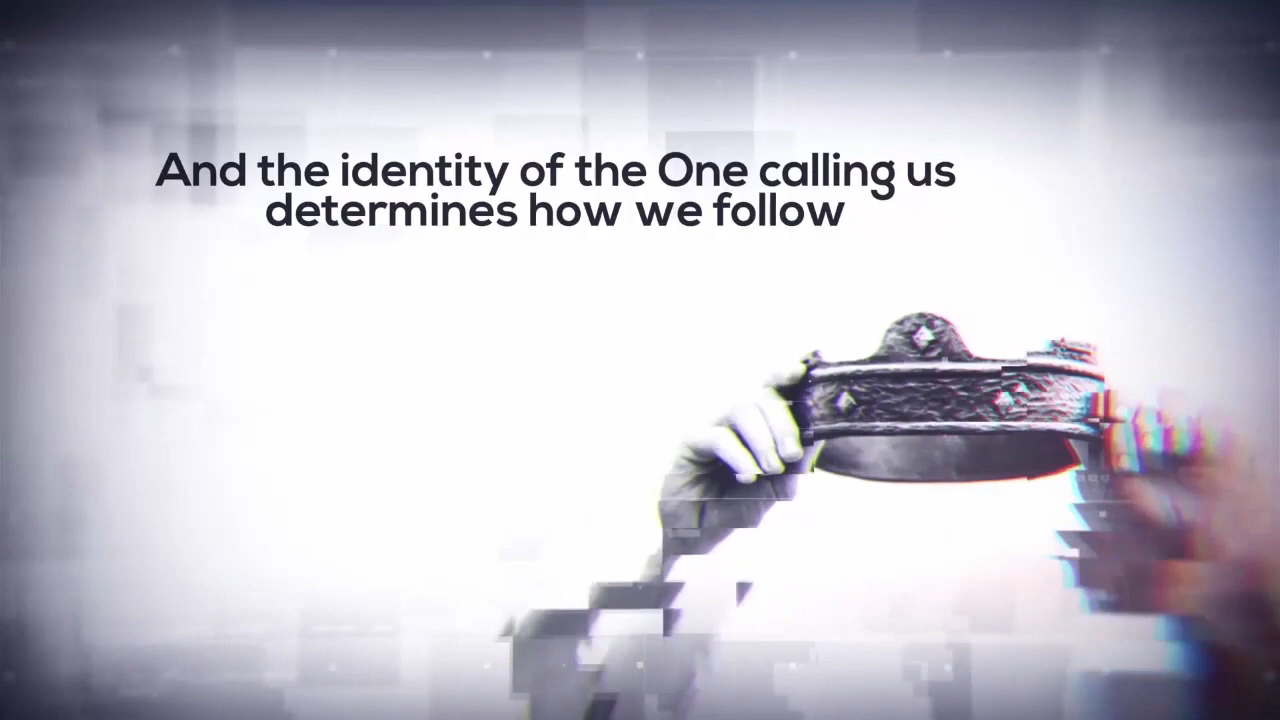 And the identity of the One calling us
determines how we follow